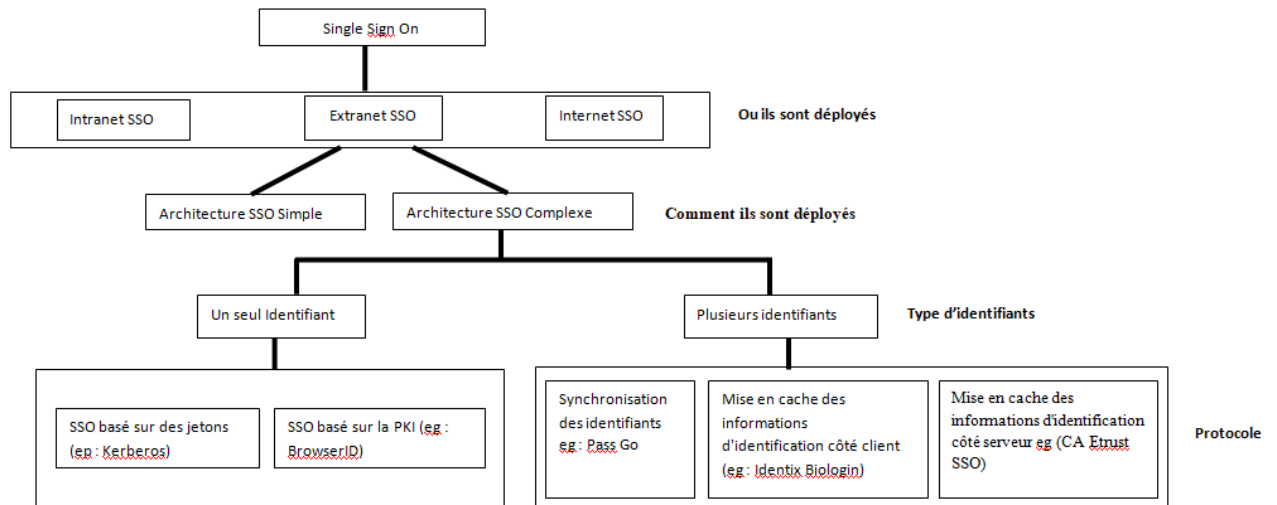 Single Sign On
Intranet SSO
Extranet SSO
Internet SSO
Ou ils sont déployés
Architecture SSO Simple
Architecture SSO Complexe
Comment ils sont déployés
Un seul Identifiant
Plusieurs identifiants
Type d'identifiants
SSO basé sur des jetons
(ep : Kerberos)
SSO basé sur la PKI (eg :
BrowserID)
Synchronisation
des identifiants
eg : Pass Go
Mise en cache des
informations
d'identification côté client
(eg : Identix Biologin)
Mise en cache des
informations d'identification
côté serveur eg (CA Etrust
SSO)
Protocole